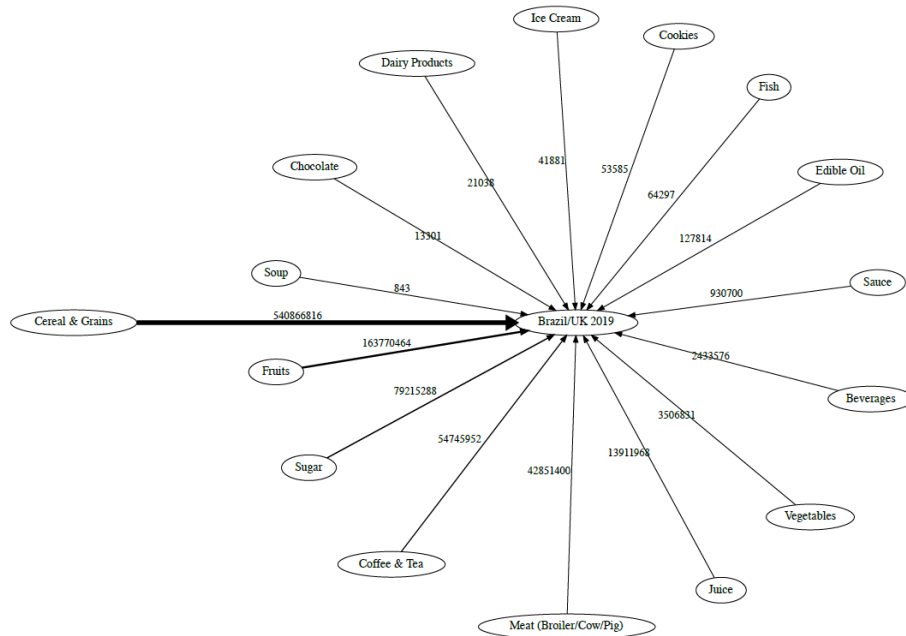 Ice Cream
Cookies
Dairy Products
Fish
41881
53585
21038
64297
Chocolate
Edible Oil
13301
127814
Soup
843
930700
Sauce
Cereal & Grains
540866816
Brazil/UK 2019
163770464
2433576
Fruits
79215288
Beverages
3506831
54745952
13911968
Sugar
42851400
Vegetables
Coffee & Tea
Juice
Meat (Broiler/Cow/Pig)